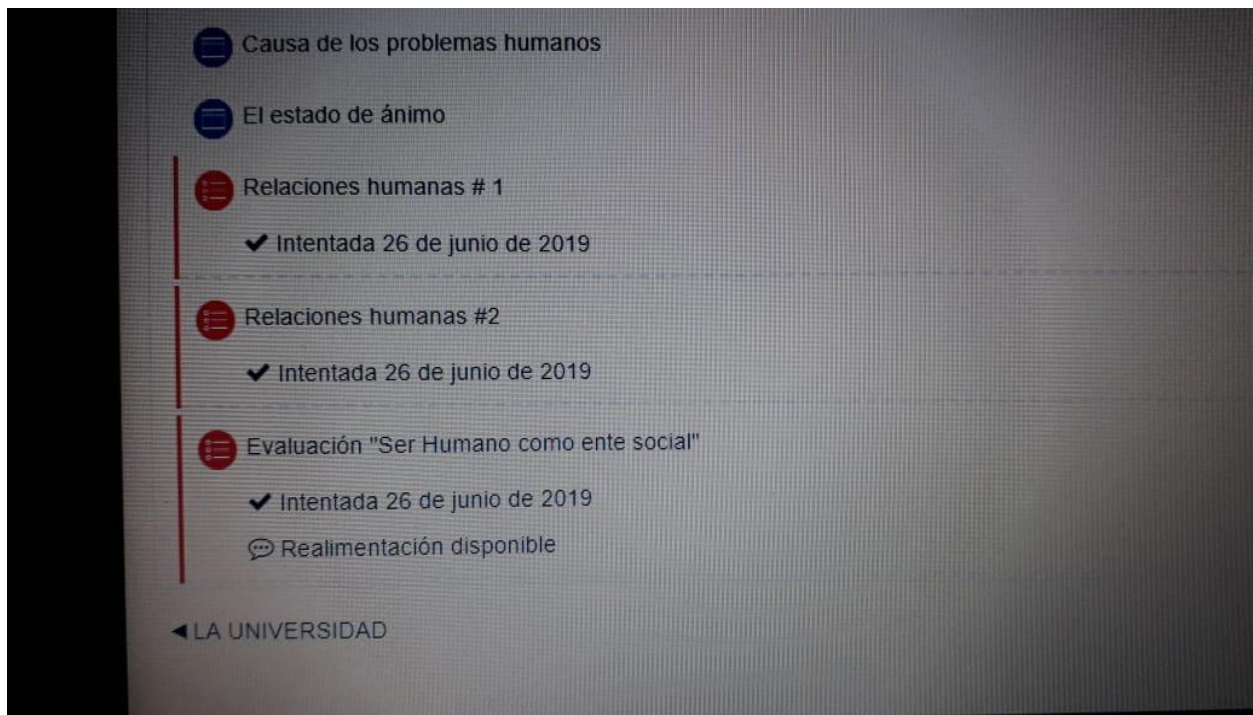 Causa de los problemas humanos
El estado de ánimo
Relaciones humanas # 1
✔ Intentada 26 de junio de 2019
Relaciones humanas #2
✔ Intentada 26 de junio de 2019
Evaluación "Ser Humano como ente social"
✔ Intentada 26 de junio de 2019
Realimentación disponible
◄ LA UNIVERSIDAD